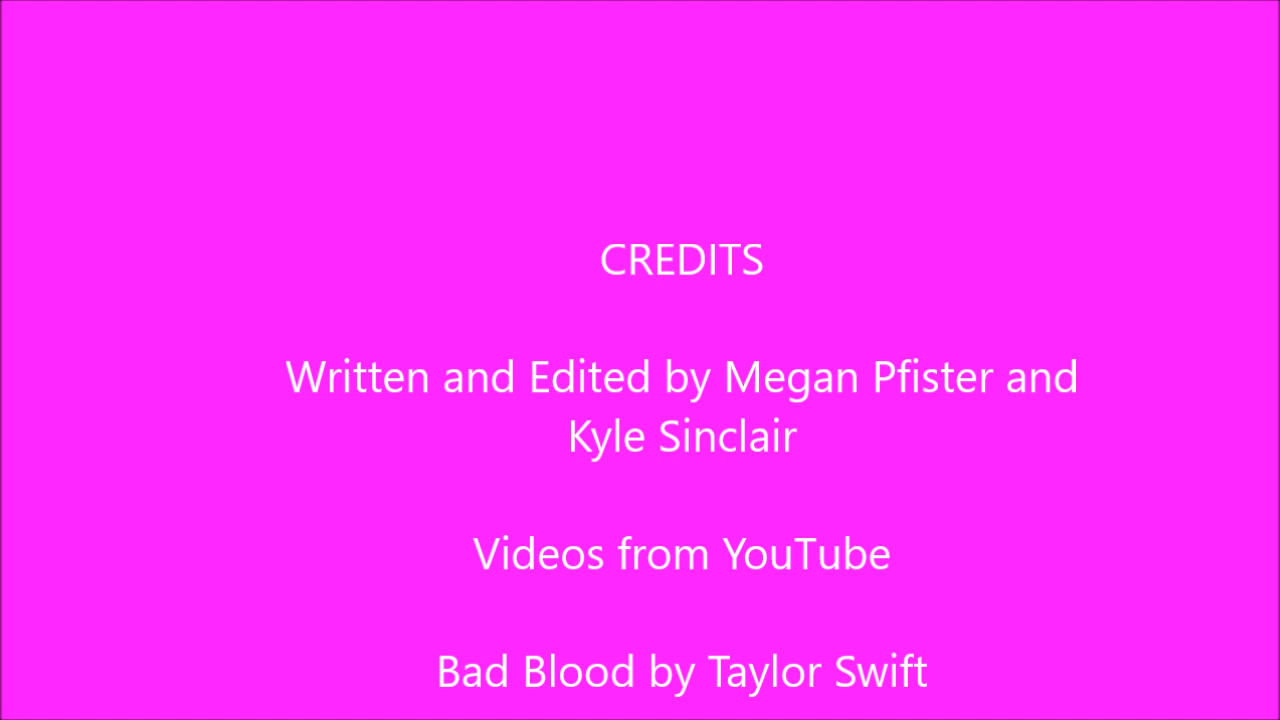 CREDITS
Written and Edited by Megan Pfister and
Kyle Sinclair
Videos from YouTube
Bad Blood by Taylor Swift